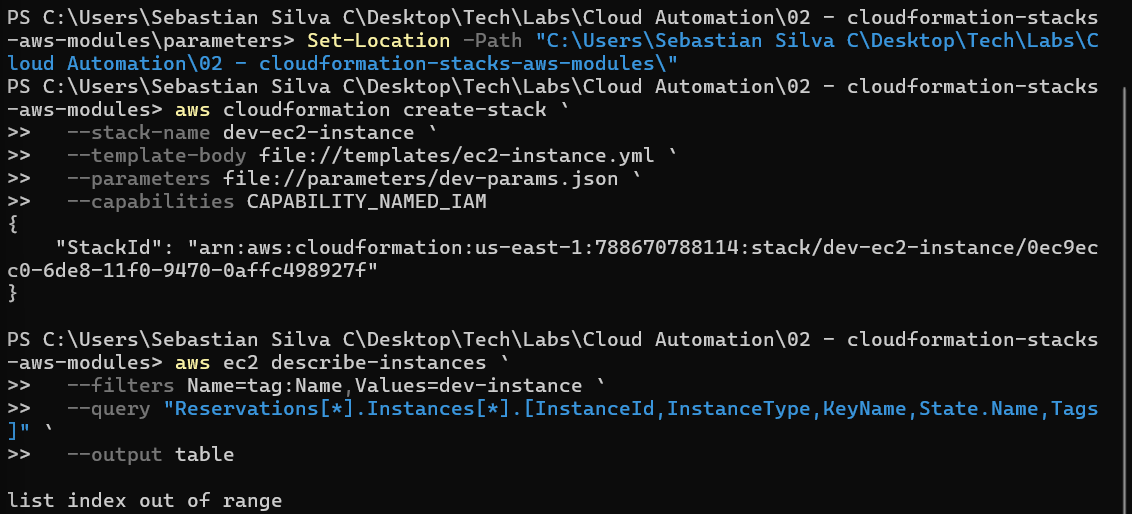 PS C:\Users\Sebastian Silva C\Desktop\Tech\Labs\Cloud Automation\02 - cloudformation-stacks
-aws-modules\parameters> Set-Location -Path "C:\Users\Sebastian Silva C\Desktop\Tech\Labs\C
loud Automation\02 - cloudformation-stacks-aws-modules\"
PS C:\Users\Sebastian Silva C\Desktop\Tech\Labs\Cloud Automation\02 - cloudformation-stacks
-aws-modules> aws cloudformation create-stack `
>>   --stack-name dev-ec2-instance `
>>   --template-body file://templates/ec2-instance.yml `
>>   --parameters file://parameters/dev-params.json `
>>   --capabilities CAPABILITY_NAMED_IAM
{
    "StackId": "arn:aws:cloudformation:us-east-1:788670788114:stack/dev-ec2-instance/0ec9ec
c0-6de8-11f0-9470-0affc498927f"
}
PS C:\Users\Sebastian Silva C\Desktop\Tech\Labs\Cloud Automation\02 - cloudformation-stacks
-aws-modules> aws ec2 describe-instances `
>>   --filters Name=tag:Name,Values=dev-instance `
>>   --query "Reservations[*].Instances[*].[InstanceId,InstanceType,KeyName,State.Name,Tags
]" `
>>   --output table
list index out of range